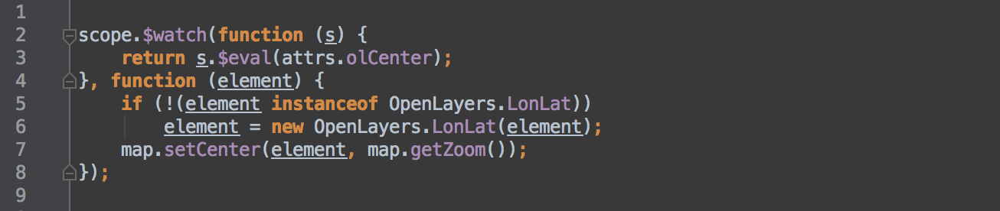 1
2 scope.$watch(function (s) {
3     return s.$eval(attrs.olCenter);
4 }, function (element) {
5     if (!(element instanceof OpenLayers.LonLat))
6         element = new OpenLayers.LonLat(element);
7     map.setCenter(element, map.getZoom());
8 });
9